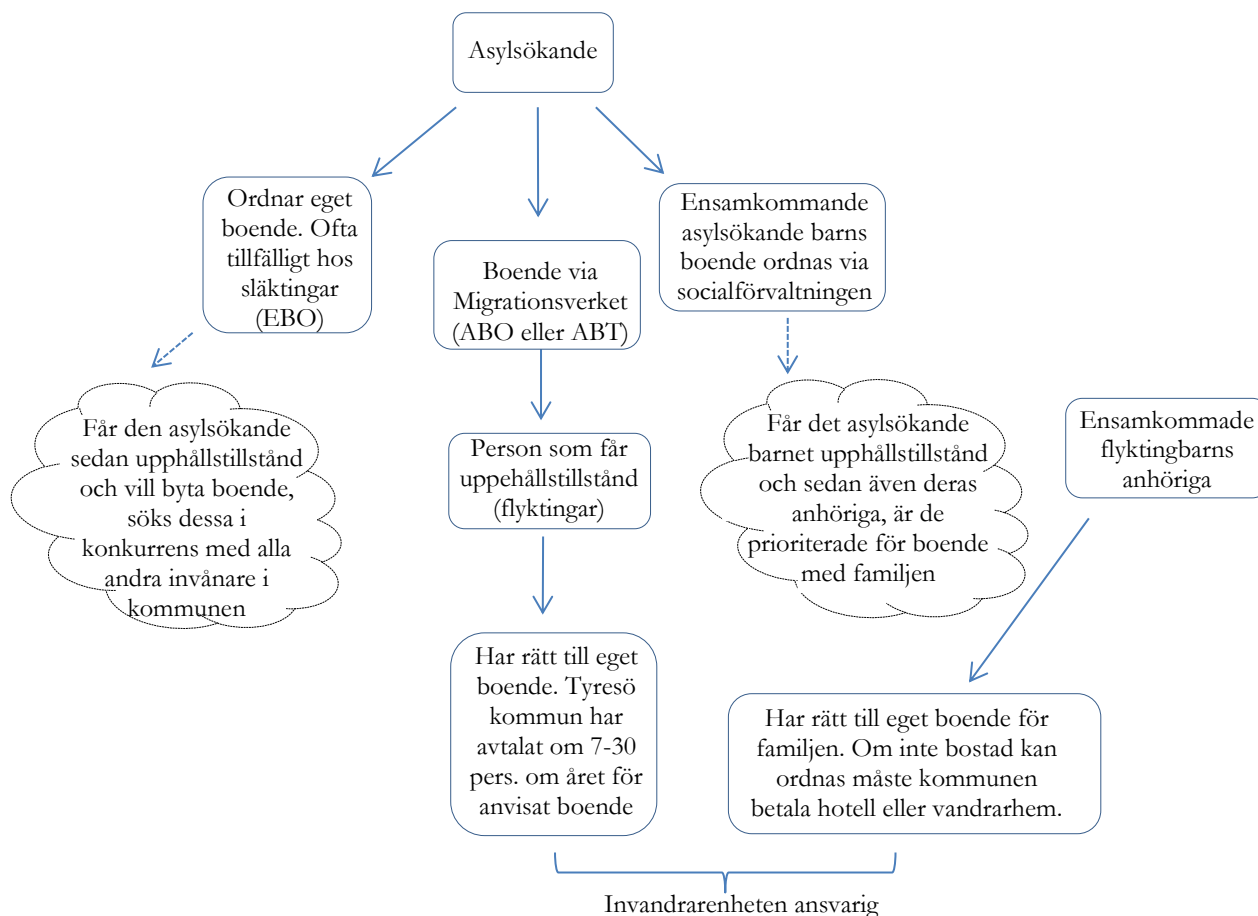 Asylsökande
Ordnar eget
boende. Ofta
tillfälligt hos
släktingar
(EBO)
Boende via
Migrationsverket
(ABO eller ABT)
Ensamkommande
asylsökande barns
boende ordnas via
socialförvaltningen
Får den asylsökande
sedan upphållstillstånd
och vill byta boende,
söks dessa i
konkurrens med alla
andra invånare i
kommunen
Person som får
uppehållstillstånd
(flyktingar)
Får det asylsökande
barnet upphållstillstånd
och sedan även deras
anhöriga, är de
prioriterade för boende
med familjen
Ensamkommade
flyktingbarns
anhöriga
Har rätt till eget
boende. Tyresö
kommun har
avtalat om 7-30
pers. om året för
anvisat boende
Har rätt till eget boende för
familjen. Om inte bostad kan
ordnas måste kommunen
betala hotell eller vandrarhem.
Invandrarenheten ansvarig